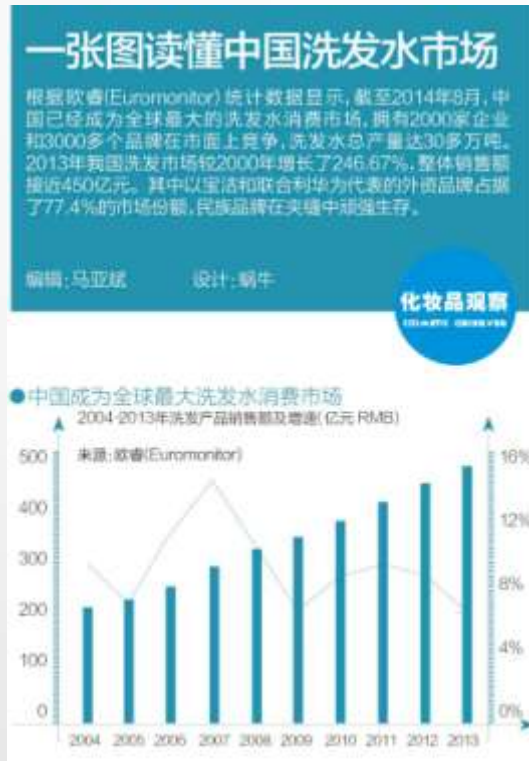 一张图读懂中国洗发水市场
根据欧睿(Euromonitor)统计数据显示,截至2014年8月,中
国已经成为全球最大的洗发水消费市场,拥有2000家企业
和3000多个品牌在市面上竞争,洗发水总产量达30多万吨。
2013年我国洗发市场较2000年增长了246.67%,整体销售额
接近450亿元。其中以宝洁和联合利华为代表的外资品牌占据
了77.4%的市场份额,民族品牌在夹缝中顽强生存。
编辑:马亚斌 设计:蜗牛
化妆品观察
●中国成为全球最大洗发水消费市场
2004-2013年洗发产品销售额及增速(亿元 RMB)
来源:欧睿(Euromonitor)
500 16%
400 12%
300 8%
200
100 4%
0 0%
2004 2005 2006 2007 2008 2009 2010 2011 2012 2013